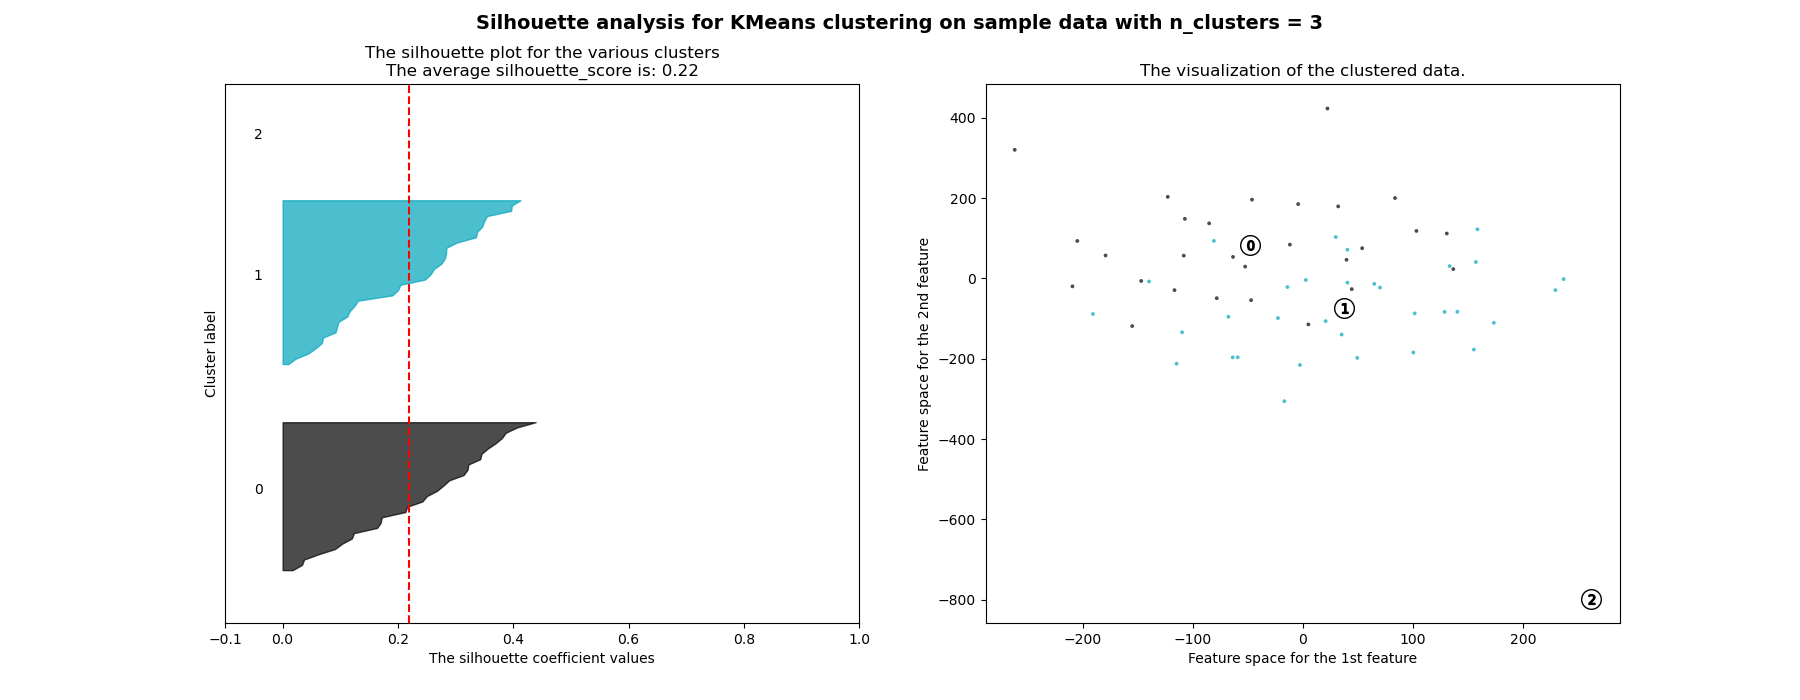 Silhouette analysis for KMeans clustering on sample data with n_clusters = 3
The silhouette plot for the various clusters
The average silhouette_score is: 0.22
2
1
0
Cluster label
−0.1 0.0 0.2 0.4 0.6 0.8 1.0
The silhouette coefficient values
The visualization of the clustered data.
400
200
0
−200
−400
−600
−800
Feature space for the 2nd feature
0
1
2
−200 −100 0 100 200
Feature space for the 1st feature